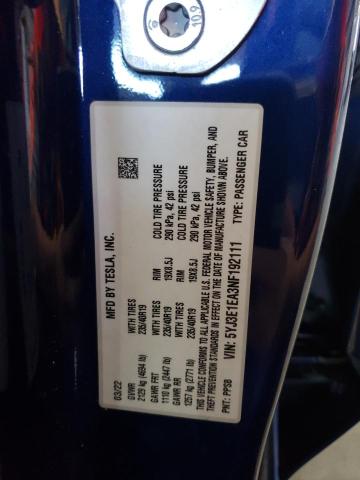 10.9
MFD BY TESLA, INC.
03/22
GVWR
2129 kg (4694 lb) WITH TIRES 235/40R19 RIM 19X8.5J COLD TIRE PRESSURE 290 kPa, 42 psi
GAWR FRT
1110 kg (2447 lb) WITH TIRES 235/40R19 RIM 19X8.5J COLD TIRE PRESSURE 290 kPa, 42 psi
GAWR RR
1257 kg (2771 lb) WITH TIRES 235/40R19
THIS VEHICLE CONFORMS TO ALL APPLICABLE U.S. FEDERAL MOTOR VEHICLE SAFETY, BUMPER, AND
THEFT PREVENTION STANDARDS IN EFFECT ON THE DATE OF MANUFACTURE SHOWN ABOVE.
VIN: 5YJ3E1EA3NF192111 TYPE: PASSENGER CAR
PNT: PPSB